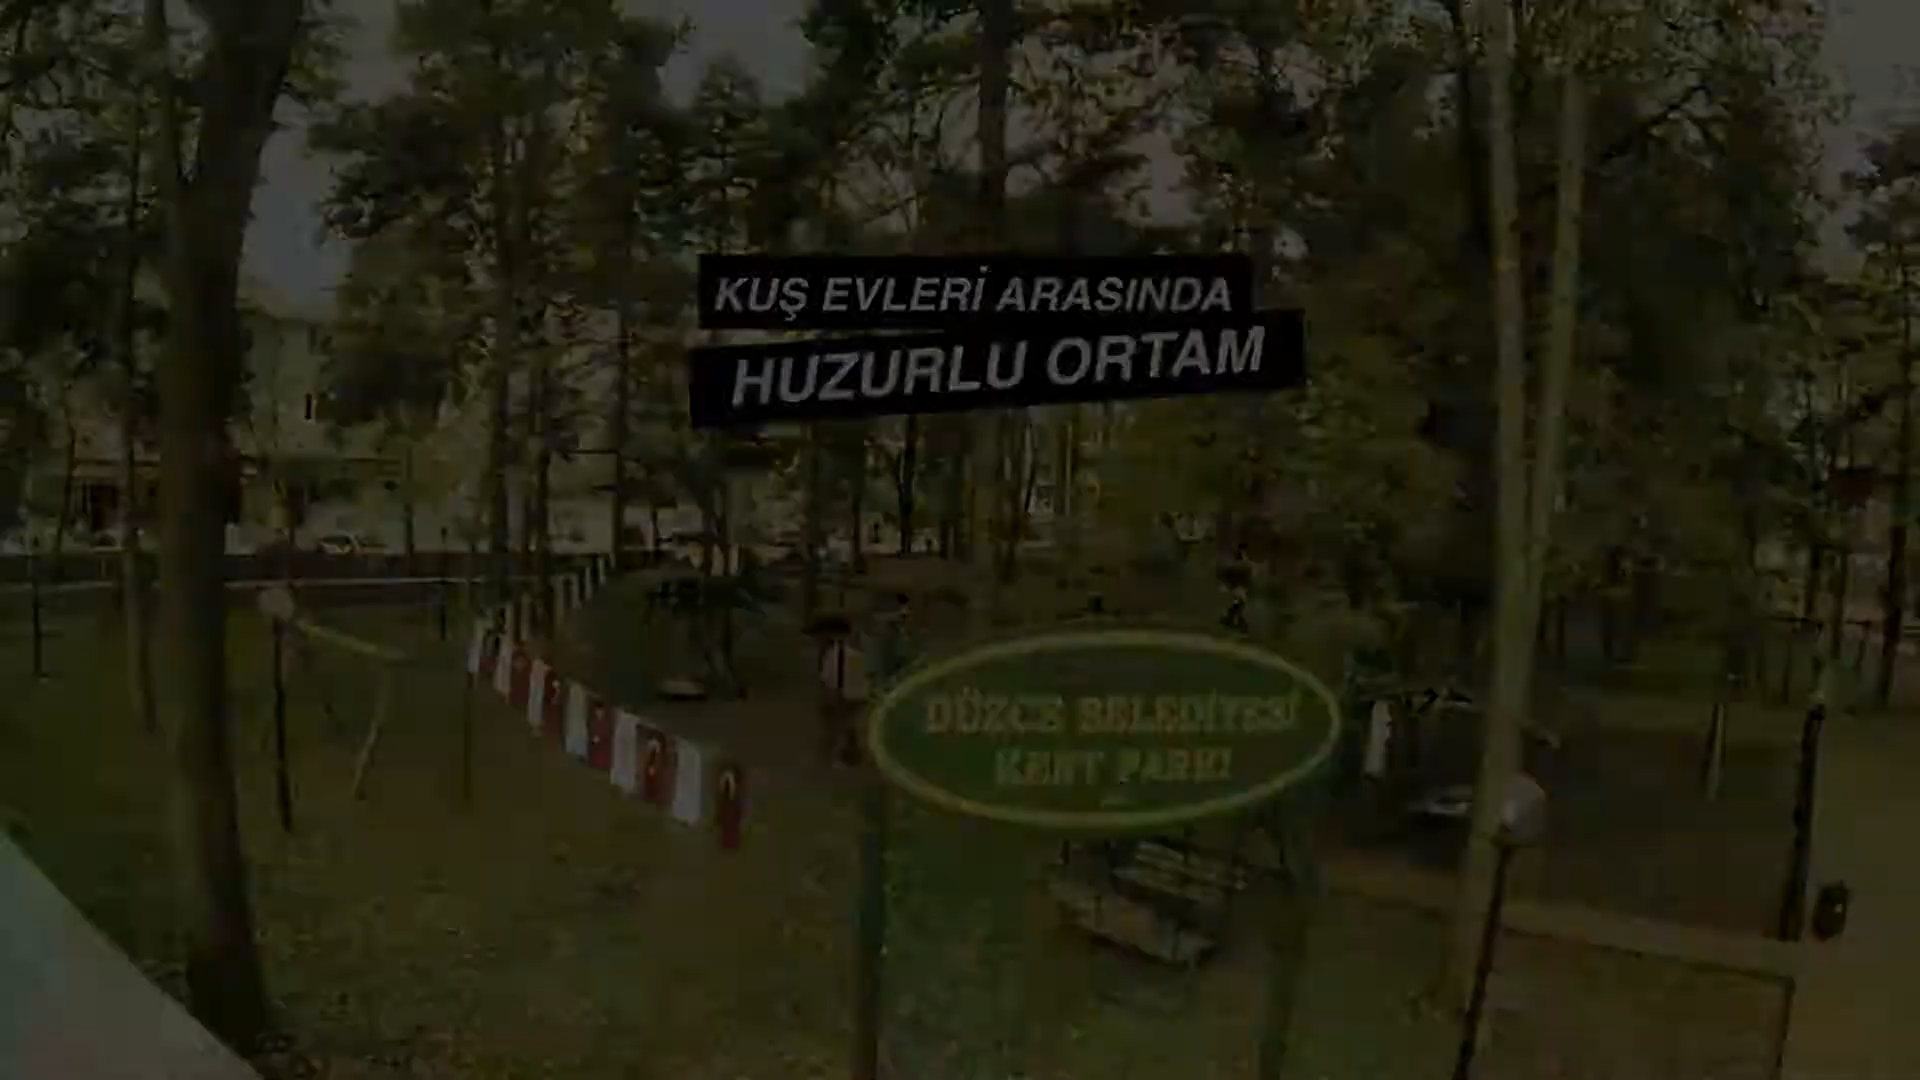 KUŞ EVLERİ ARASINDA
HUZURLU ORTAM
DÜZCE BELEDİYESİ
KENT PARKI